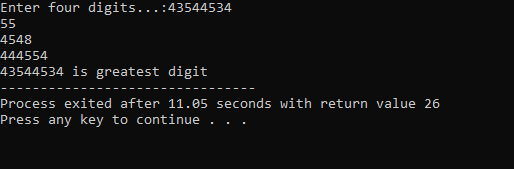 Enter four digits...:43544534
55
4548
444554
43544534 is greatest digit
--------------------------------
Process exited after 11.05 seconds with return value 26
Press any key to continue . . .